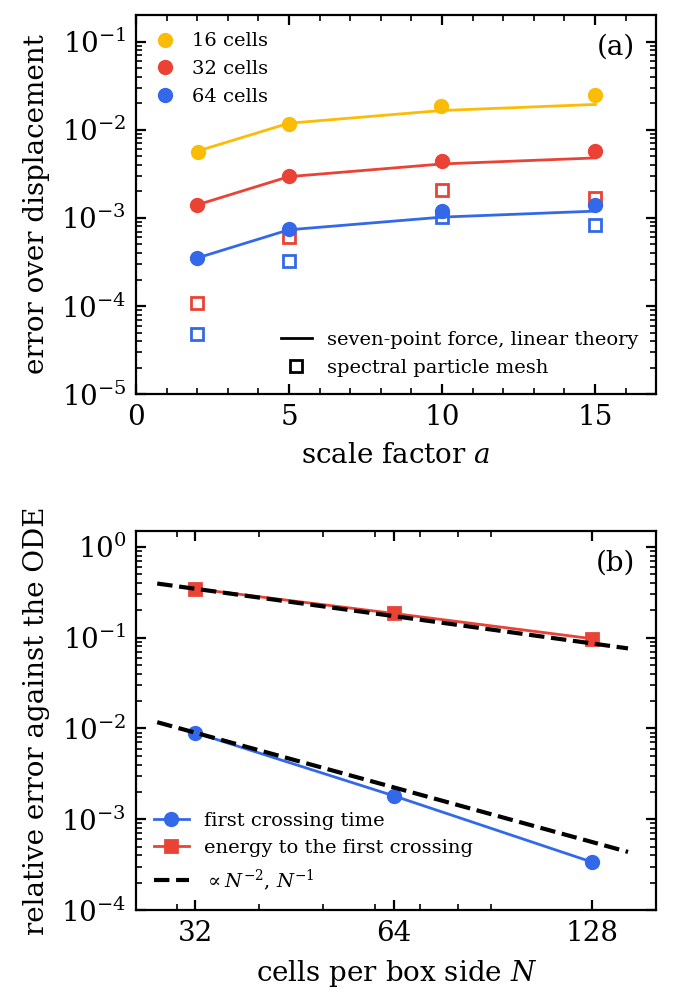 (a)
16 cells
32 cells
64 cells
10⁻¹
10⁻²
10⁻³
10⁻⁴
10⁻⁵
error over displacement
seven-point force, linear theory
spectral particle mesh
0 5 10 15
scale factor a
(b)
10⁰
10⁻¹
10⁻²
10⁻³
10⁻⁴
relative error against the ODE
first crossing time
energy to the first crossing
∝ N⁻², N⁻¹
32 64 128
cells per box side N